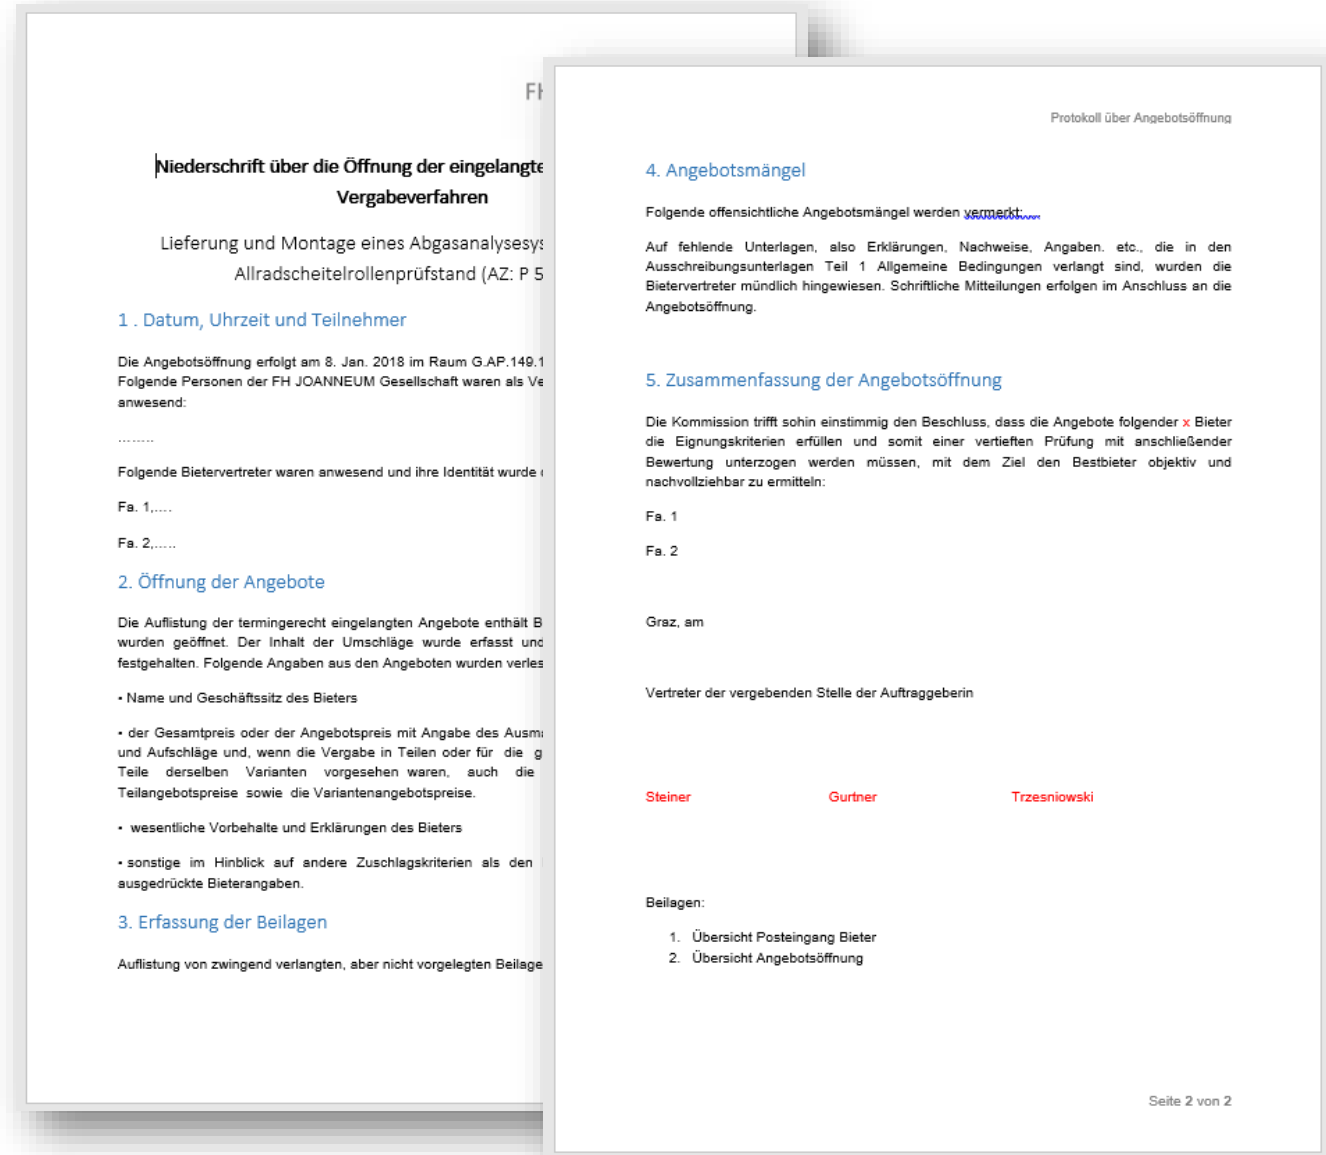 FH
Niederschrift über die Öffnung der eingelangte
Vergabeverfahren
Lieferung und Montage eines Abgasanalysesys
Allradscheitelrollenprüfstand (AZ: P 5
1 . Datum, Uhrzeit und Teilnehmer
Die Angebotsöffnung erfolgt am 8. Jan. 2018 im Raum G.AP.149.1
Folgende Personen der FH JOANNEUM Gesellschaft waren als Ve
anwesend:
........
Folgende Bietervertreter waren anwesend und ihre Identität wurde
Fa. 1,....
Fa. 2,.....
2. Öffnung der Angebote
Die Auflistung der termingerecht eingelangten Angebote enthält B
wurden geöffnet. Der Inhalt der Umschläge wurde erfasst und
festgehalten. Folgende Angaben aus den Angeboten wurden verles
• Name und Geschäftssitz des Bieters
• der Gesamtpreis oder der Angebotspreis mit Angabe des Ausma
und Aufschläge und, wenn die Vergabe in Teilen oder für die g
Teile derselben Varianten vorgesehen waren, auch die
Teilangebotspreise sowie die Variantenangebotspreise.
• wesentliche Vorbehalte und Erklärungen des Bieters
• sonstige im Hinblick auf andere Zuschlagskriterien als den
ausgedrückte Bieterangaben.
3. Erfassung der Beilagen
Auflistung von zwingend verlangten, aber nicht vorgelegten Beilage
Protokoll über Angebotsöffnung
4. Angebotsmängel
Folgende offensichtliche Angebotsmängel werden vermerkt:....
Auf fehlende Unterlagen, also Erklärungen, Nachweise, Angaben. etc., die in den
Ausschreibungsunterlagen Teil 1 Allgemeine Bedingungen verlangt sind, wurden die
Bietervertreter mündlich hingewiesen. Schriftliche Mitteilungen erfolgen im Anschluss an die
Angebotsöffnung.
5. Zusammenfassung der Angebotsöffnung
Die Kommission trifft sohin einstimmig den Beschluss, dass die Angebote folgender x Bieter
die Eignungskriterien erfüllen und somit einer vertieften Prüfung mit anschließender
Bewertung unterzogen werden müssen, mit dem Ziel den Bestbieter objektiv und
nachvollziehbar zu ermitteln:
Fa. 1
Fa. 2
Graz, am
Vertreter der vergebenden Stelle der Auftraggeberin
Steiner Gurtner Trzesniowski
Beilagen:
1. Übersicht Posteingang Bieter
2. Übersicht Angebotsöffnung
Seite 2 von 2